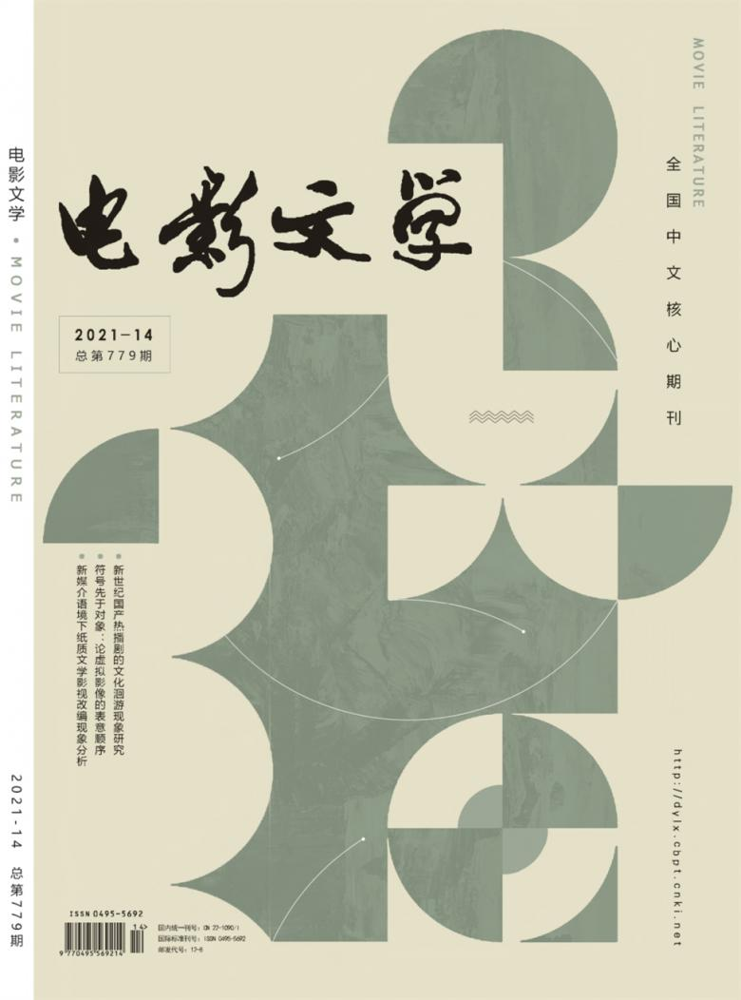 电影文学 • MOVIE LITERATURE
2021-14 总第779期
电影文学
2021—14
总第779期
MOVIE LITERATURE
全国中文核心期刊
新世纪国产热播剧的文化洄游现象研究
符号先于对象：论虚拟影像的表意顺序
新媒介语境下纸质文学影视改编现象分析
http://dylx.cbpt.cnki.net
ISSN 0495-5692
14>
9 770495 569214
国内统一刊号：CN 22-1090/I
国际标准刊号：ISSN 0495-5692
邮发代号：12-6